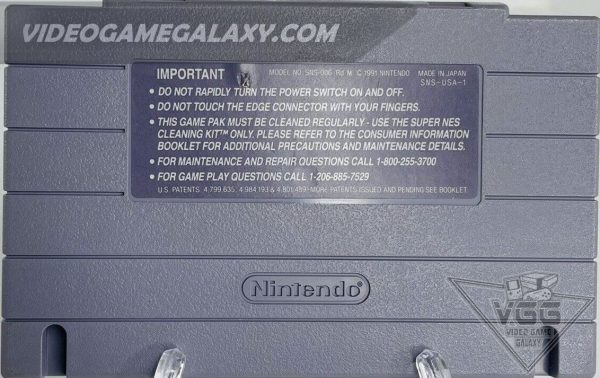 VIDEOGAMEGALAXY.COM
IMPORTANT MODEL NO. SNS-006 Rd M © 1991 NINTENDO MADE IN JAPAN
SNS-USA-1
• DO NOT RAPIDLY TURN THE POWER SWITCH ON AND OFF.
• DO NOT TOUCH THE EDGE CONNECTOR WITH YOUR FINGERS.
• THIS GAME PAK MUST BE CLEANED REGULARLY - USE THE SUPER NES
CLEANING KIT™ ONLY. PLEASE REFER TO THE CONSUMER INFORMATION
BOOKLET FOR ADDITIONAL PRECAUTIONS AND MAINTENANCE DETAILS.
• FOR MAINTENANCE AND REPAIR QUESTIONS CALL 1-800-255-3700
• FOR GAME PLAY QUESTIONS CALL 1-206-885-7529
U.S. PATENTS 4,799,635, 4,984,193 & 4,801,489-MORE PATENTS ISSUED AND PENDING SEE BOOKLET
Nintendo®
VGG
VIDEO GAME
GALAXY